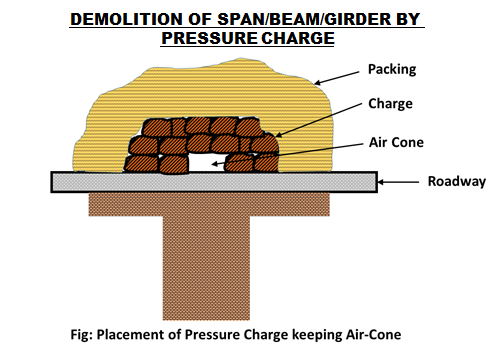 DEMOLITION OF SPAN/BEAM/GIRDER BY
PRESSURE CHARGE
Packing
Charge
Air Cone
Roadway
Fig: Placement of Pressure Charge keeping Air-Cone